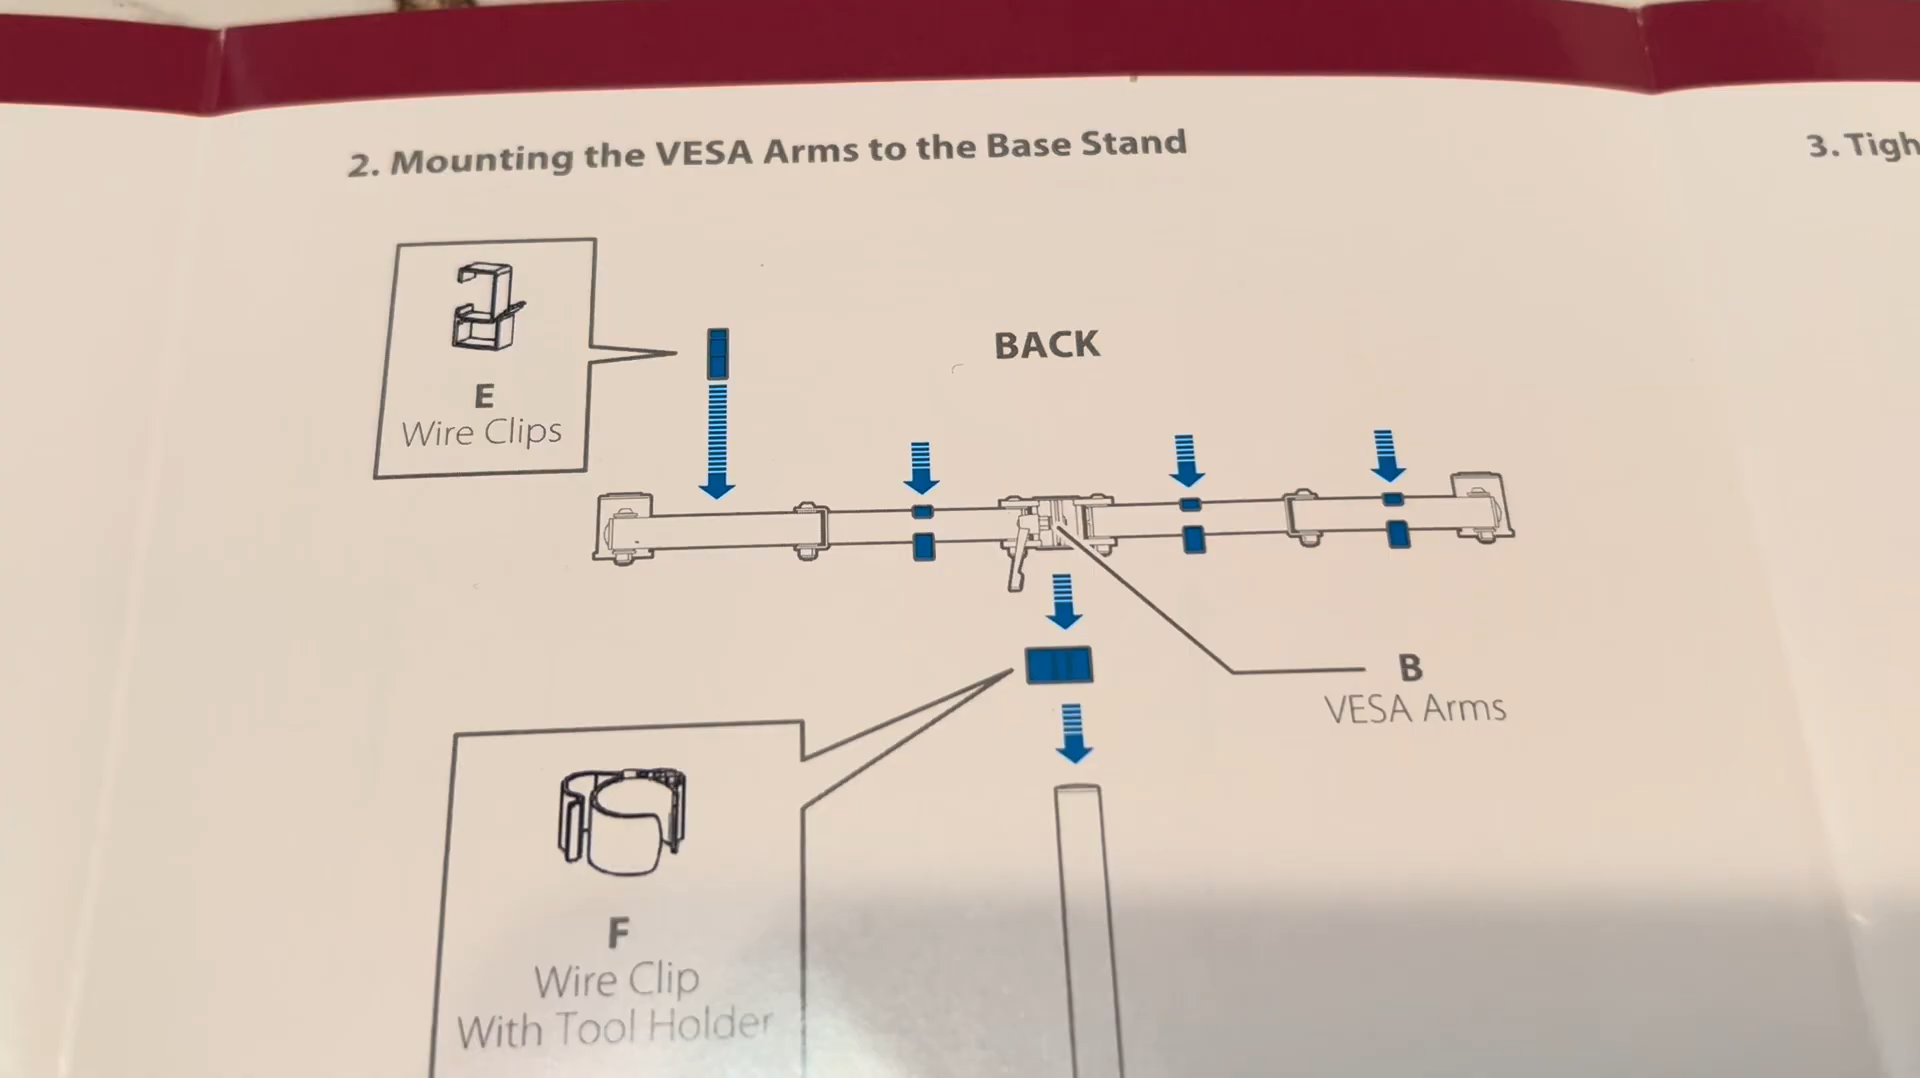 2. Mounting the VESA Arms to the Base Stand
3. Tigh
E
Wire Clips
BACK
B
VESA Arms
F
Wire Clip
With Tool Holder